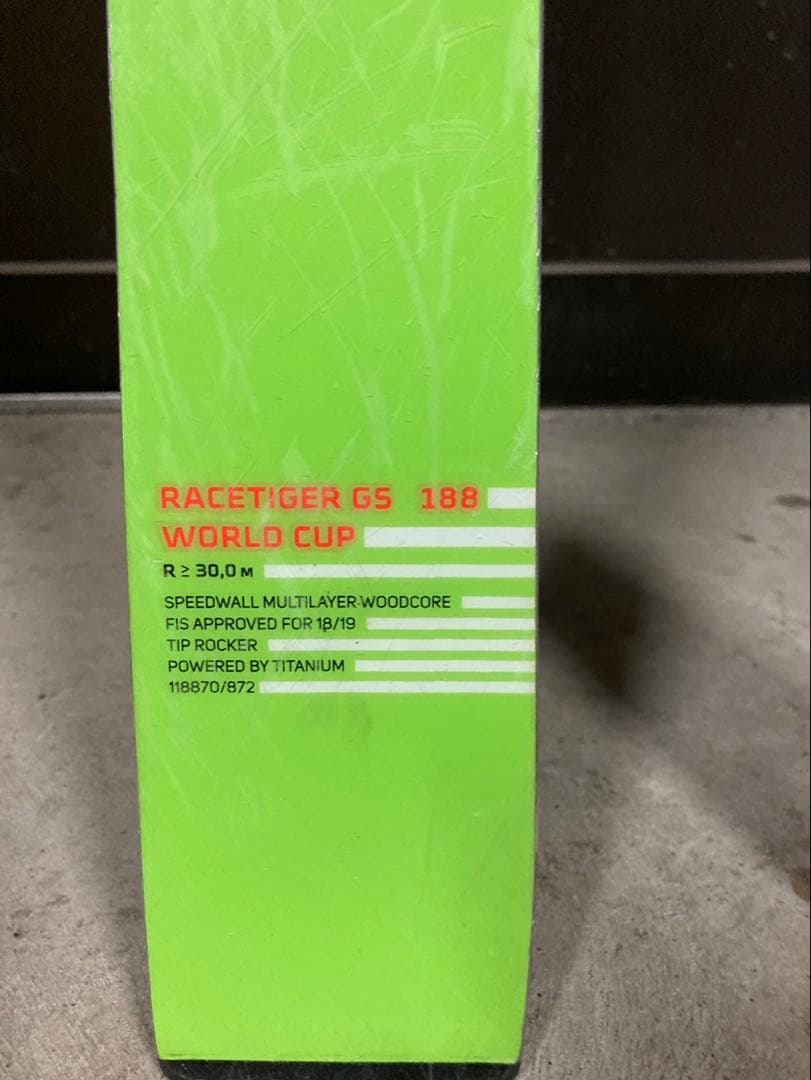 RACETIGER GS 188
WORLD CUP
R ≥ 30,0 M
SPEEDWALL MULTILAYER WOODCORE
FIS APPROVED FOR 18/19
TIP ROCKER
POWERED BY TITANIUM
118870/872